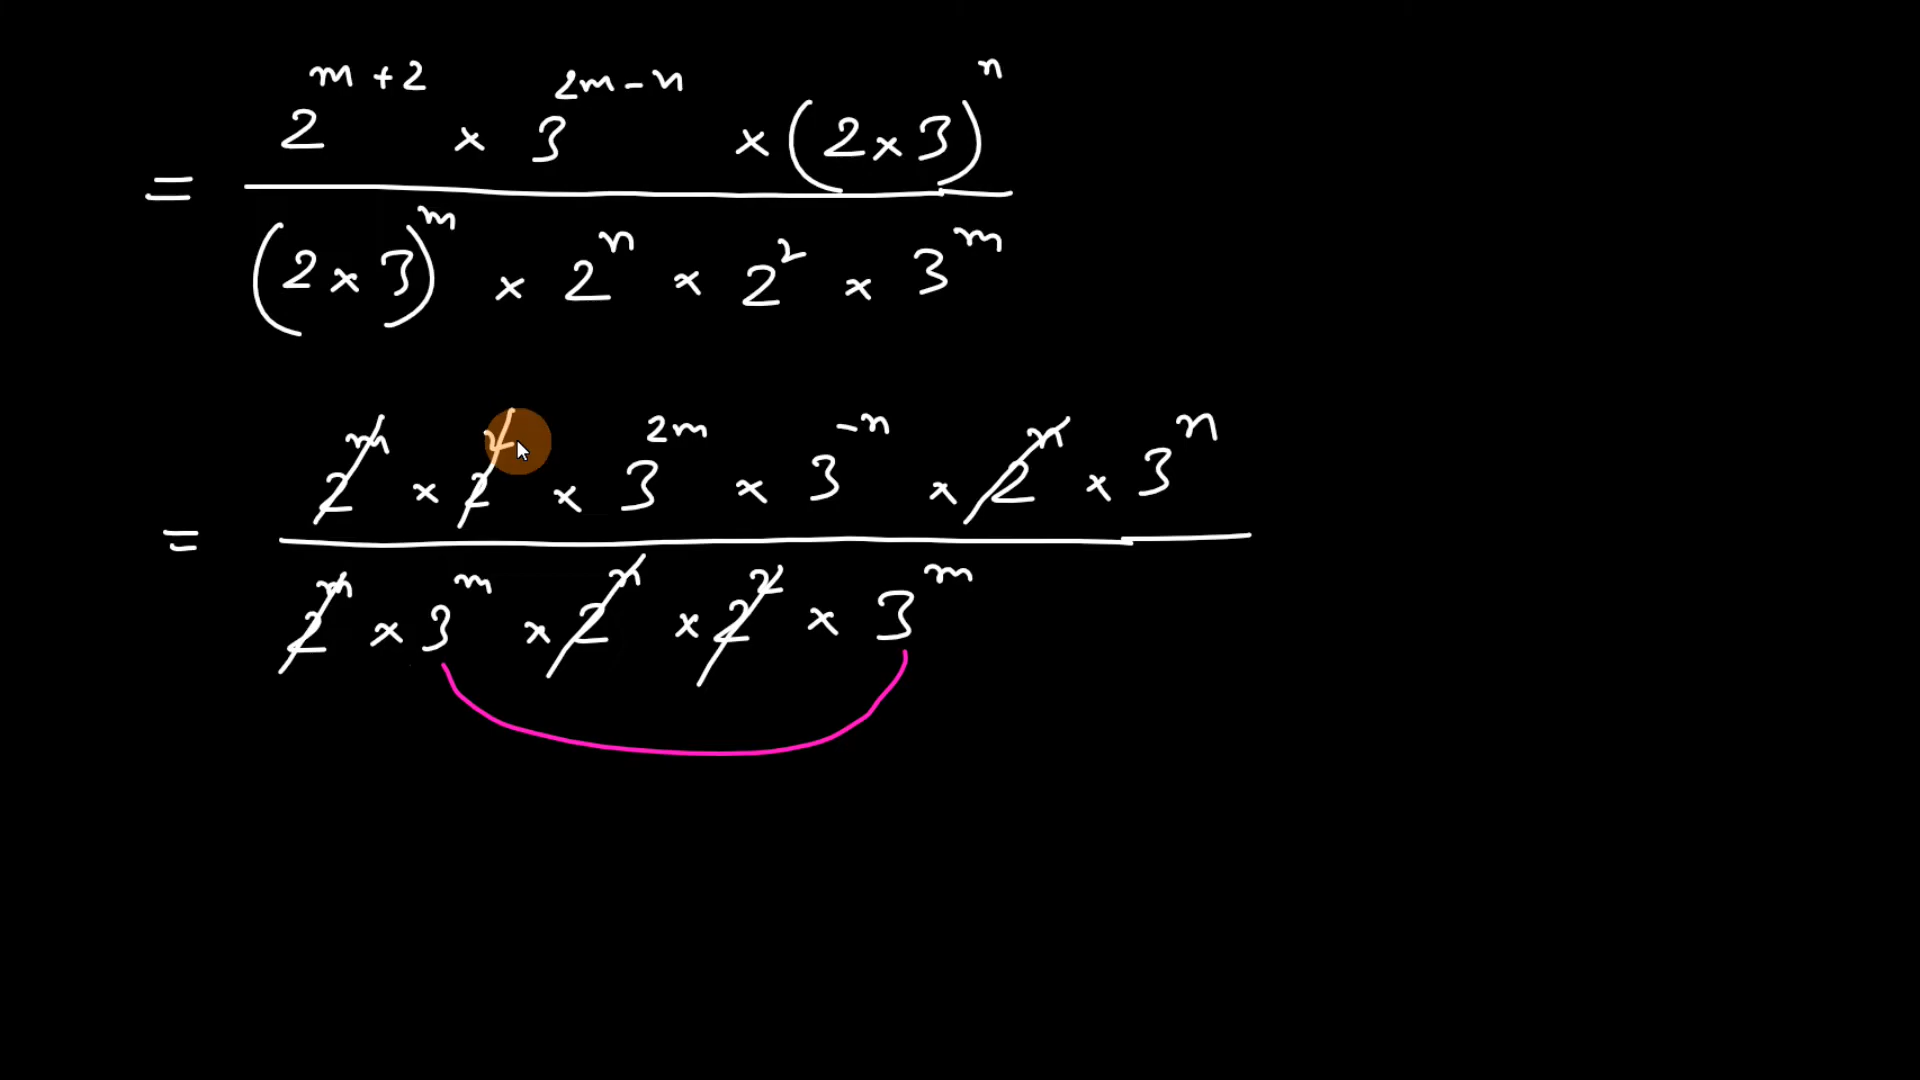 2^{m+2} × 3^{2m-n} × (2×3)^n
=
(2×3)^m × 2^n × 2^2 × 3^m
2^m × 2^2 × 3^{2m} × 3^{-n} × 2^n × 3^n
=
2^m × 3^m × 2^n × 2^2 × 3^m